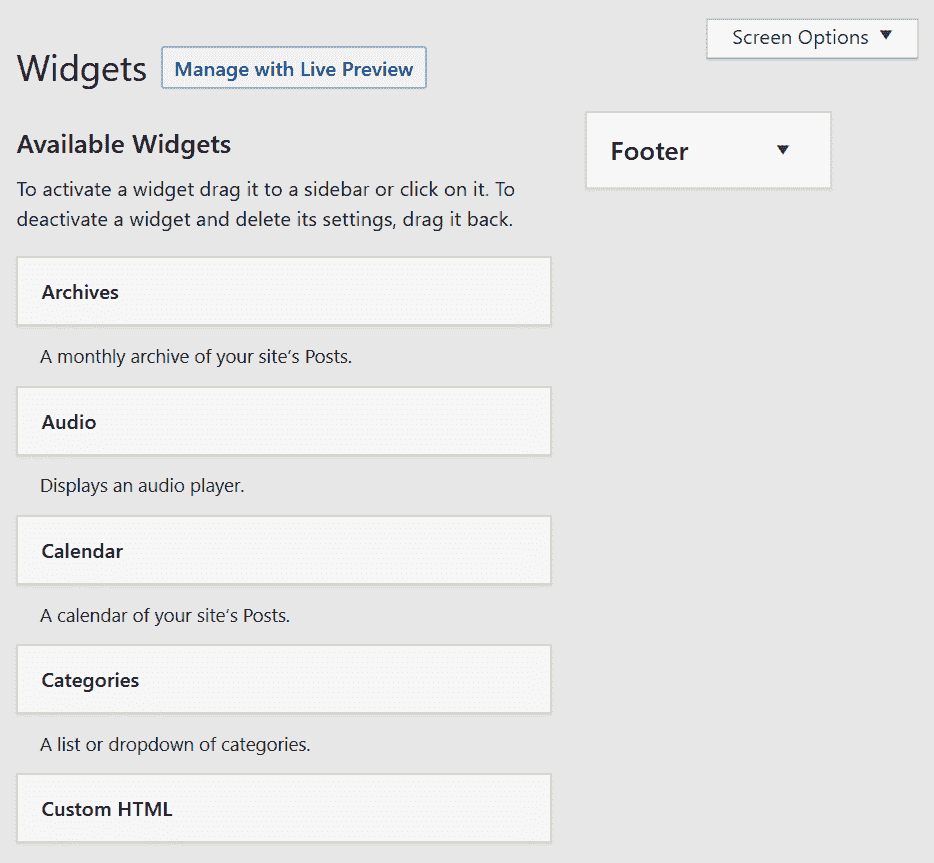 Screen Options
Widgets
Manage with Live Preview
Available Widgets
To activate a widget drag it to a sidebar or click on it. To
deactivate a widget and delete its settings, drag it back.
Footer
Archives
A monthly archive of your site’s Posts.
Audio
Displays an audio player.
Calendar
A calendar of your site’s Posts.
Categories
A list or dropdown of categories.
Custom HTML